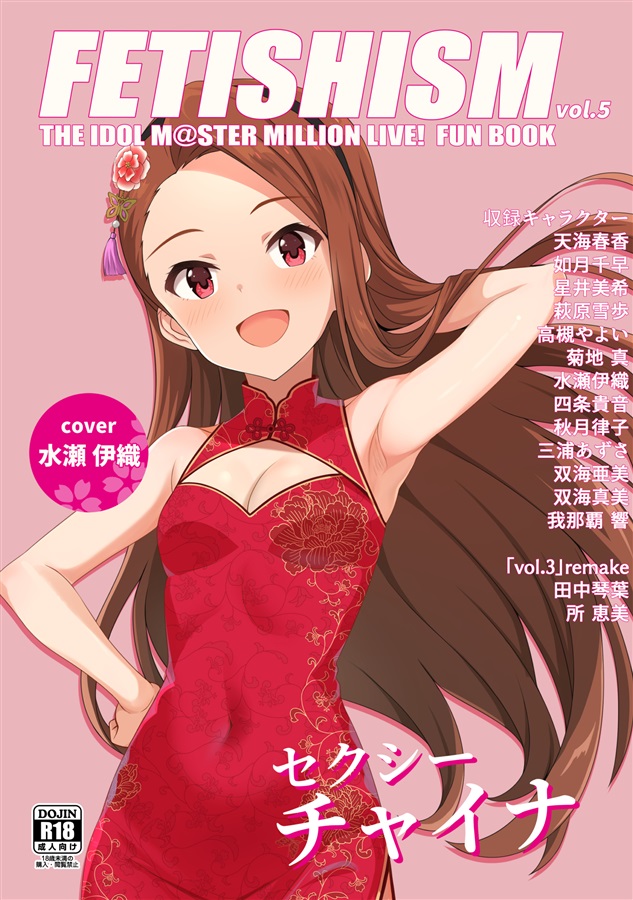 FETISHISM
vol.5
THE IDOL M@STER MILLION LIVE! FUN BOOK
収録キャラクター
天海春香
如月千早
星井美希
萩原雪歩
高槻やよい
菊地 真
水瀬伊織
四条貴音
秋月律子
三浦あずさ
双海亜美
双海真美
我那覇 響
「vol.3」remake
田中琴葉
所 恵美
cover
水瀬 伊織
セクシー
チャイナ
DOJIN
R18
成人向け
18歳未満の
購入・閲覧禁止